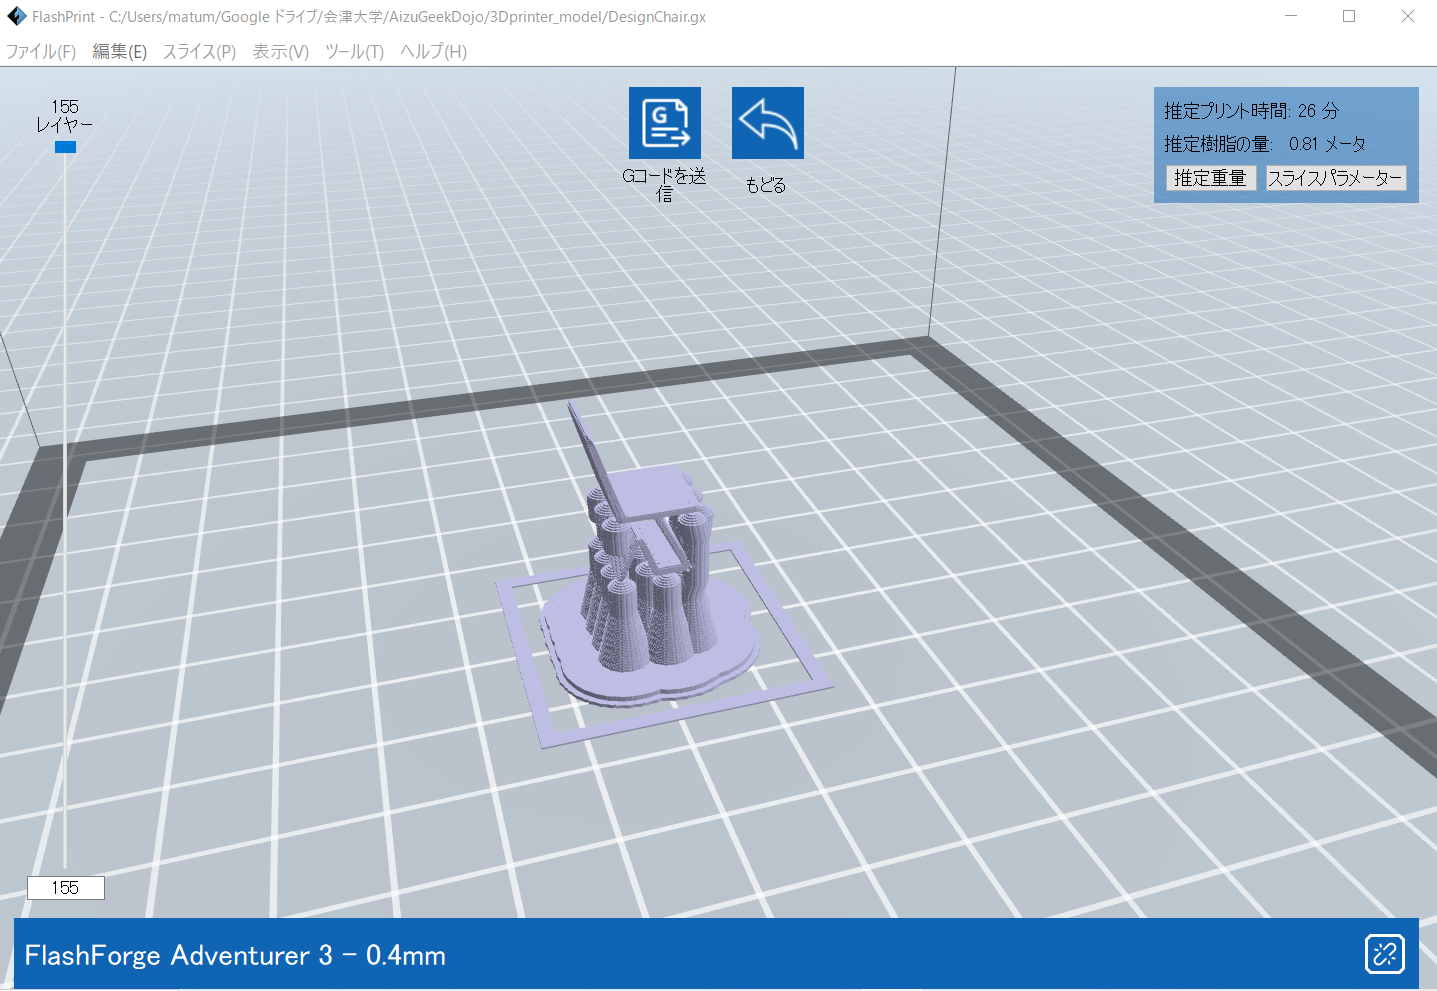 FlashPrint - C:/Users/matum/Google ドライブ/会津大学/AizuGeekDojo/3Dprinter_model/DesignChair.gx
ファイル(F) 編集(E) スライス(P) 表示(V) ツール(T) ヘルプ(H)
155
レイヤー
Gコードを送
信
もどる
推定プリント時間: 26 分
推定樹脂の量: 0.81 メータ
推定重量 スライスパラメーター
155
FlashForge Adventurer 3 - 0.4mm